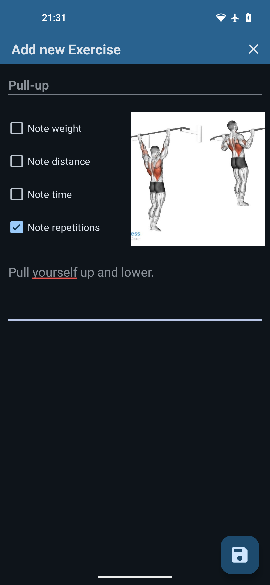 21:31
Add new Exercise
Pull-up
Note weight
Note distance
Note time
Note repetitions
Pull yourself up and lower.